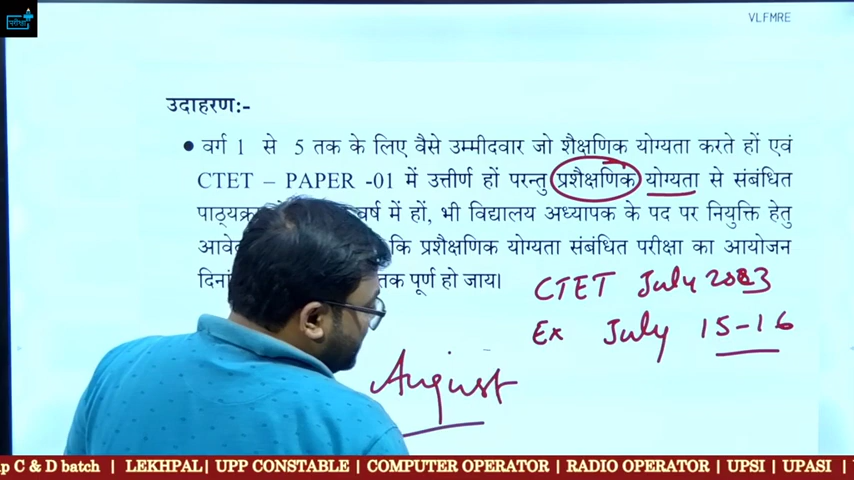 परीक्षा
VLFMRE
उदाहरण:-
● वर्ग 1 से 5 तक के लिए वैसे उम्मीदवार जो शैक्षणिक योग्यता करते हों एवं
CTET – PAPER -01 में उत्तीर्ण हों परन्तु प्रशैक्षणिक योग्यता से संबंधित
वर्ष में हों, भी विद्यालय अध्यापक के पद पर नियुक्ति हेतु
कि प्रशैक्षणिक योग्यता संबंधित परीक्षा का आयोजन
तक पूर्ण हो जाय।
CTET July 2023
Ex July 15-16
August
p C & D batch | LEKHPAL | UPP CONSTABLE | COMPUTER OPERATOR | RADIO OPERATOR | UPSI | UPASI |